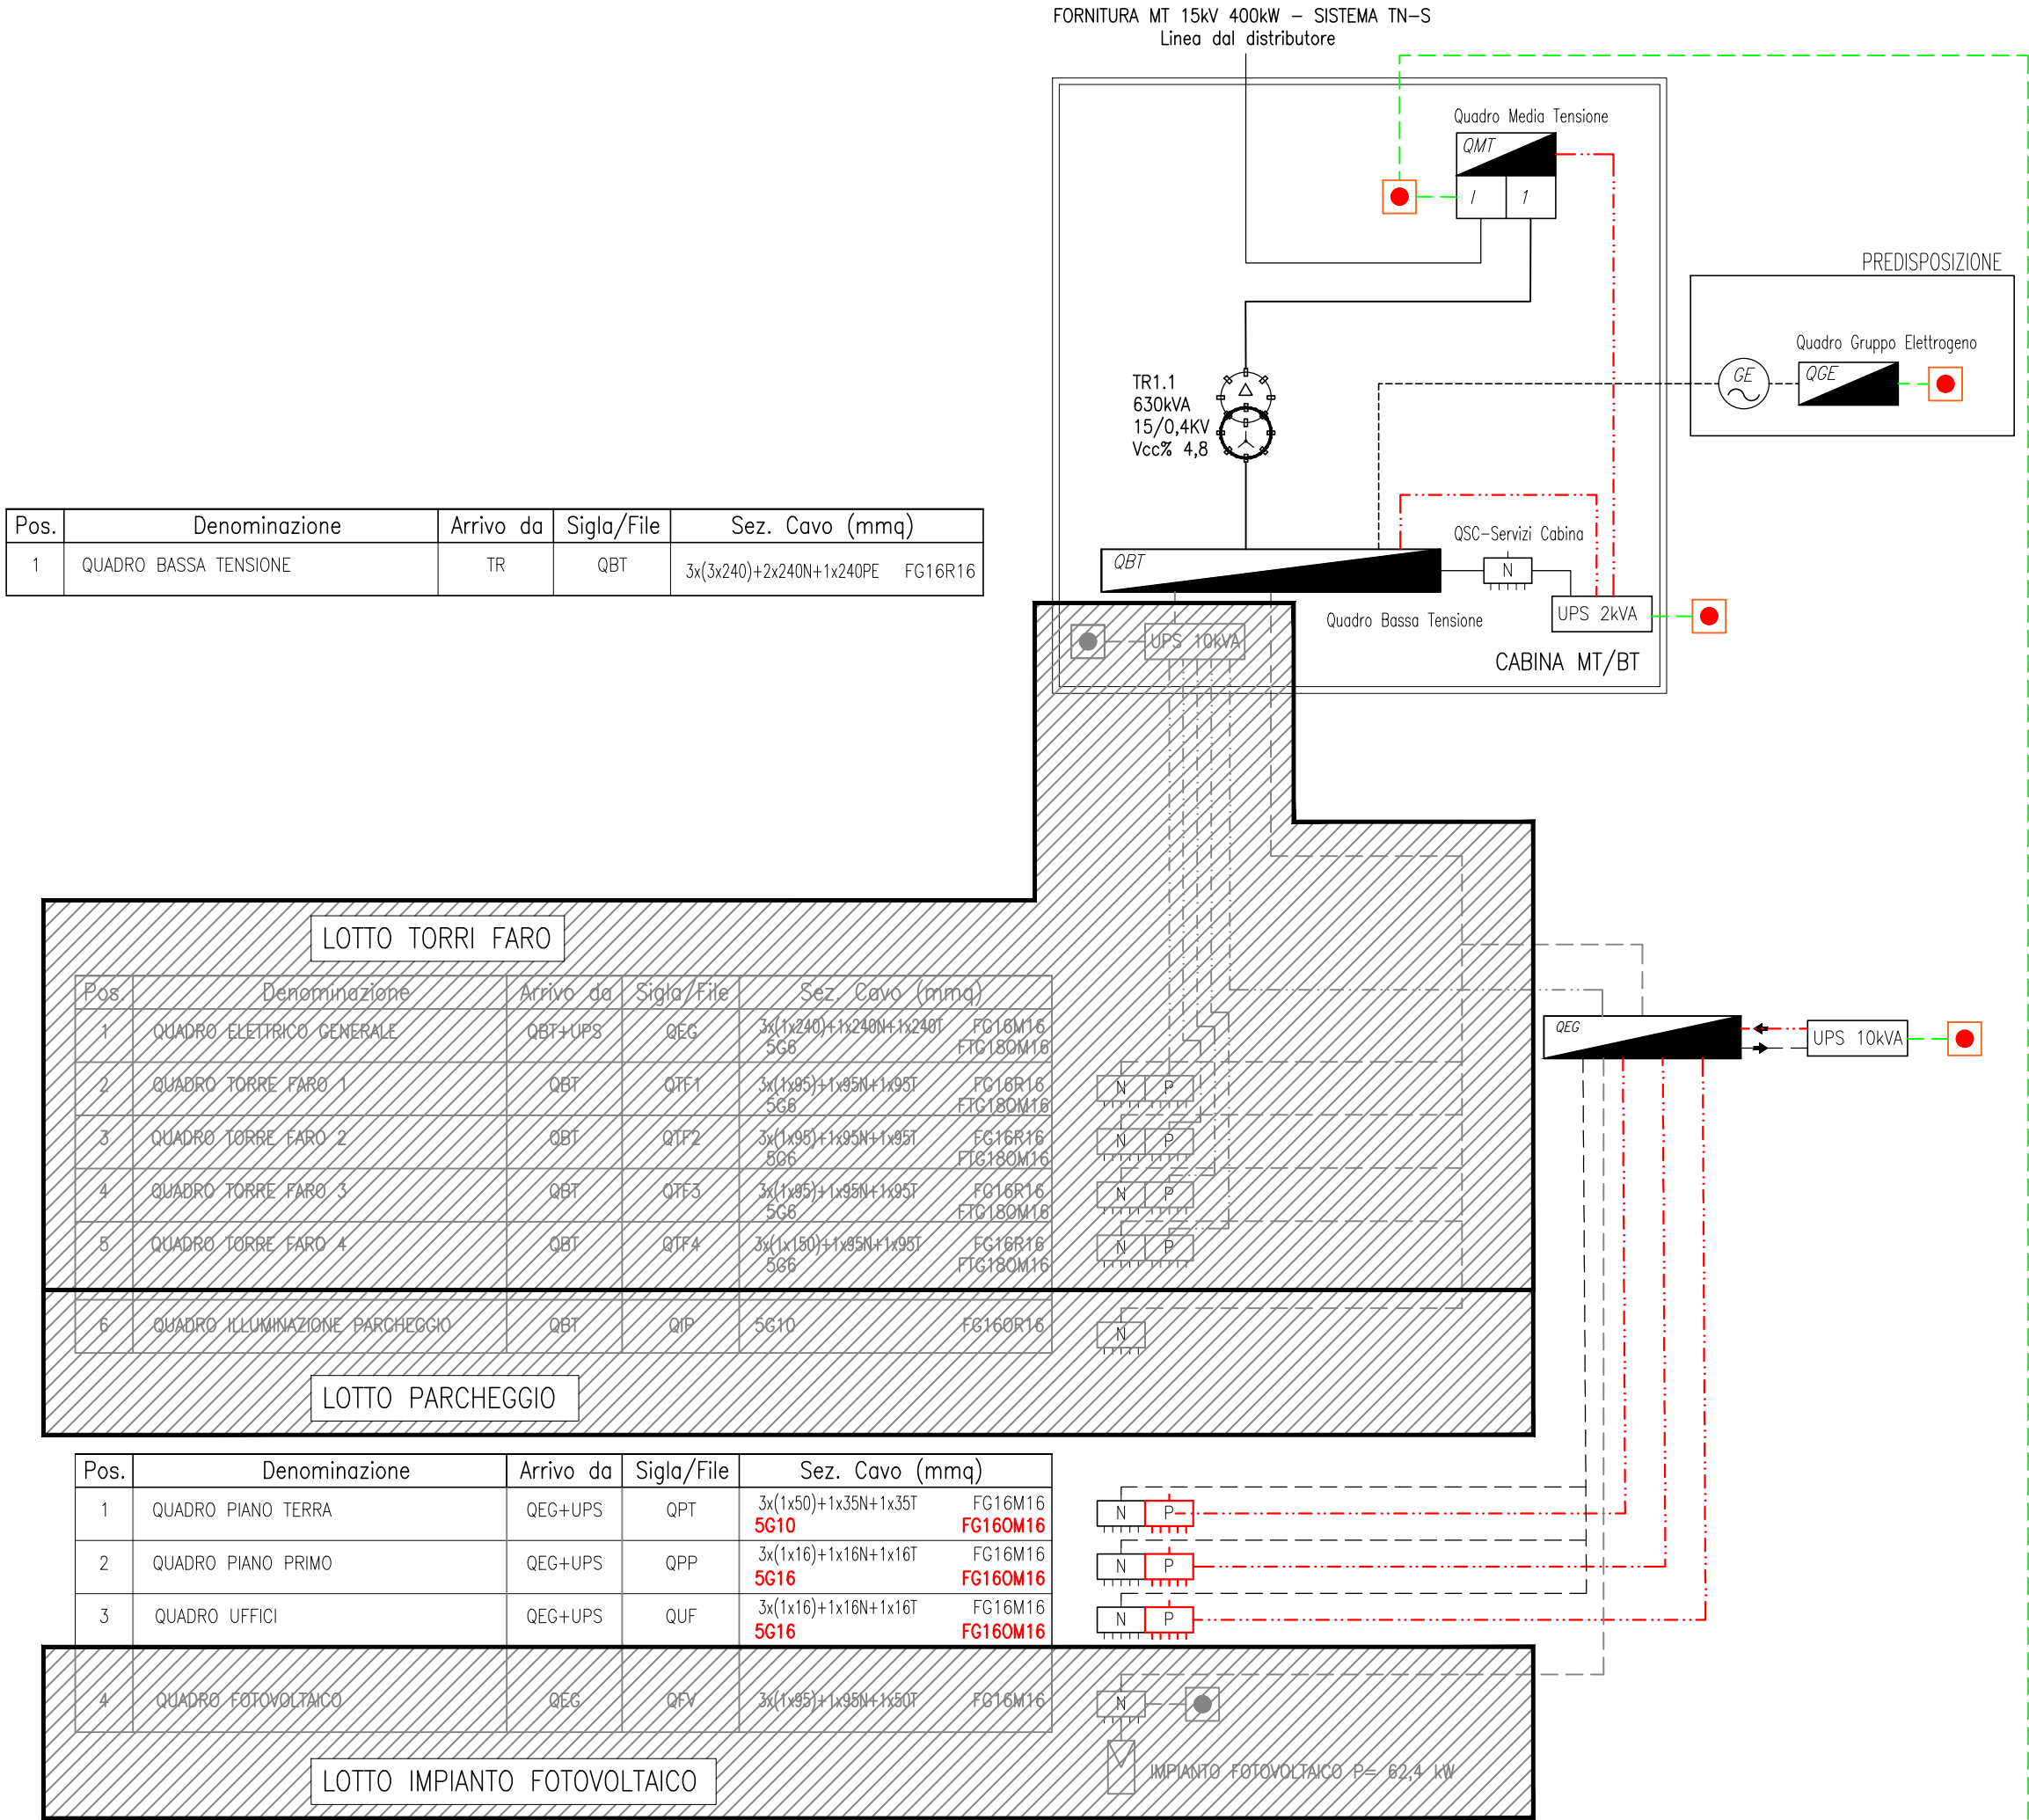 FORNITURA MT 15kV 400kW – SISTEMA TN–S
Linea dal distributore
Quadro Media Tensione
QMT
I 1
PREDISPOSIZIONE
Quadro Gruppo Elettrogeno
GE
QGE
TR1.1
630kVA
15/0,4KV
Vcc% 4,8
Pos. Denominazione Arrivo da Sigla/File Sez. Cavo (mmq)
1 QUADRO BASSA TENSIONE TR QBT 3x(3x240)+2x240N+1x240PE FG16R16
QBT
QSC–Servizi Cabina
N
UPS 2kVA
Quadro Bassa Tensione
UPS 10kVA
CABINA MT/BT
LOTTO TORRI FARO
Pos. Denominazione Arrivo da Sigla/File Sez. Cavo (mmq)
1 QUADRO ELETTRICO GENERALE QBT+UPS QEG 3x(1x240)+1x240N+1x240T FG16M16
5G6 FTG18OM16
QEG
UPS 10kVA
2 QUADRO TORRE FARO 1 QBT QTF1 3x(1x95)+1x95N+1x95T FG16R16
5G6 FTG18OM16
N P
3 QUADRO TORRE FARO 2 QBT QTF2 3x(1x95)+1x95N+1x95T FG16R16
5G6 FTG18OM16
N P
4 QUADRO TORRE FARO 3 QBT QTF3 3x(1x95)+1x95N+1x95T FG16R16
5G6 FTG18OM16
N P
5 QUADRO TORRE FARO 4 QBT QTF4 3x(1x150)+1x95N+1x95T FG16R16
5G6 FTG18OM16
N P
6 QUADRO ILLUMINAZIONE PARCHEGGIO QBT QIP 5G10 FG16OR16
N
LOTTO PARCHEGGIO
Pos. Denominazione Arrivo da Sigla/File Sez. Cavo (mmq)
1 QUADRO PIANO TERRA QEG+UPS QPT 3x(1x50)+1x35N+1x35T FG16M16
5G10 FG16OM16
N P
2 QUADRO PIANO PRIMO QEG+UPS QPP 3x(1x16)+1x16N+1x16T FG16M16
5G16 FG16OM16
N P
3 QUADRO UFFICI QEG+UPS QUF 3x(1x16)+1x16N+1x16T FG16M16
5G16 FG16OM16
N P
4 QUADRO FOTOVOLTAICO QEG QFV 3x(1x95)+1x95N+1x50T FG16M16
N
LOTTO IMPIANTO FOTOVOLTAICO
IMPIANTO FOTOVOLTAICO P= 62,4 kW